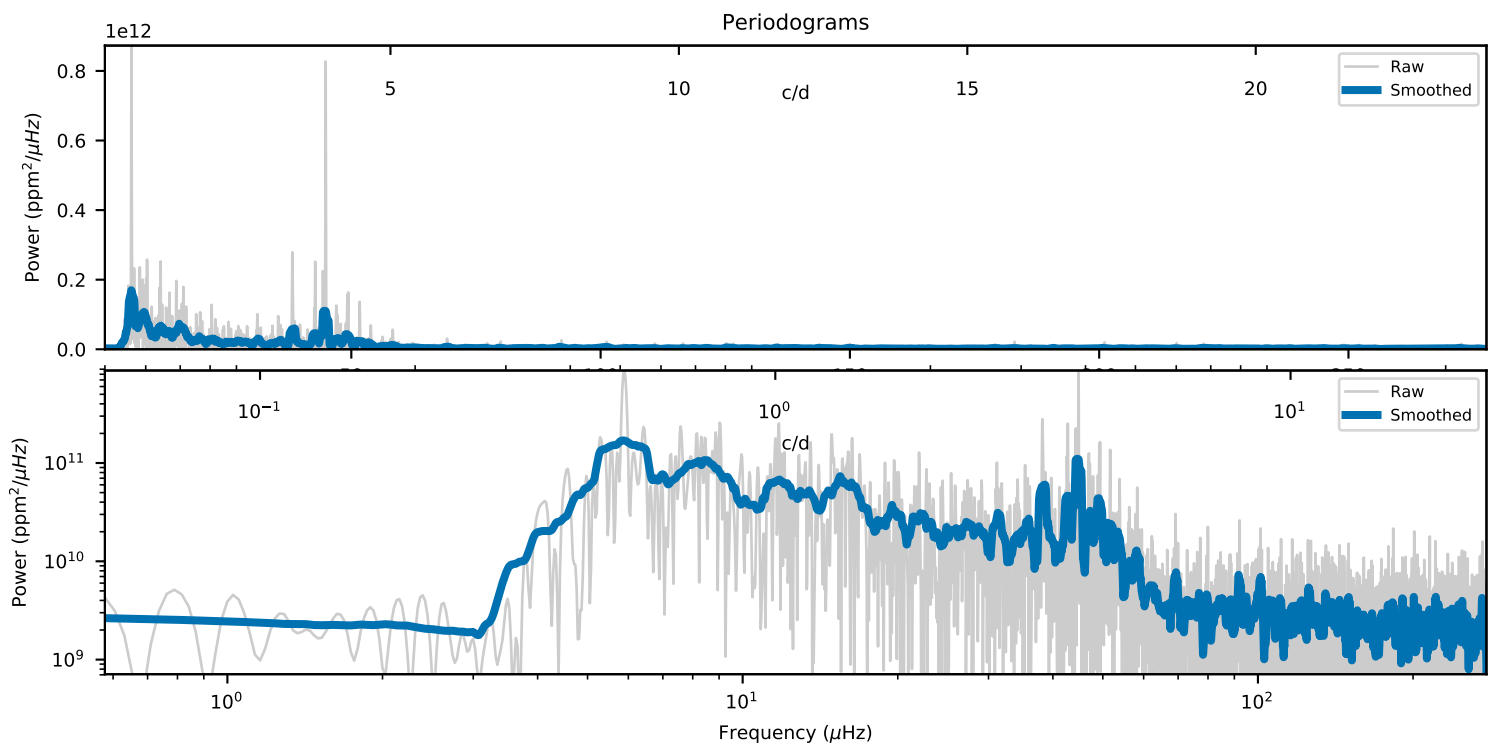 Periodograms
1e12
Power (ppm²/μHz)
0.8
0.6
0.4
0.2
0.0
5 10 15 20
c/d
Raw
Smoothed
Power (ppm²/μHz)
10¹¹
10¹⁰
10⁹
10⁻¹ 10⁰ 10¹
c/d
Raw
Smoothed
10⁰ 10¹ 10²
Frequency (μHz)